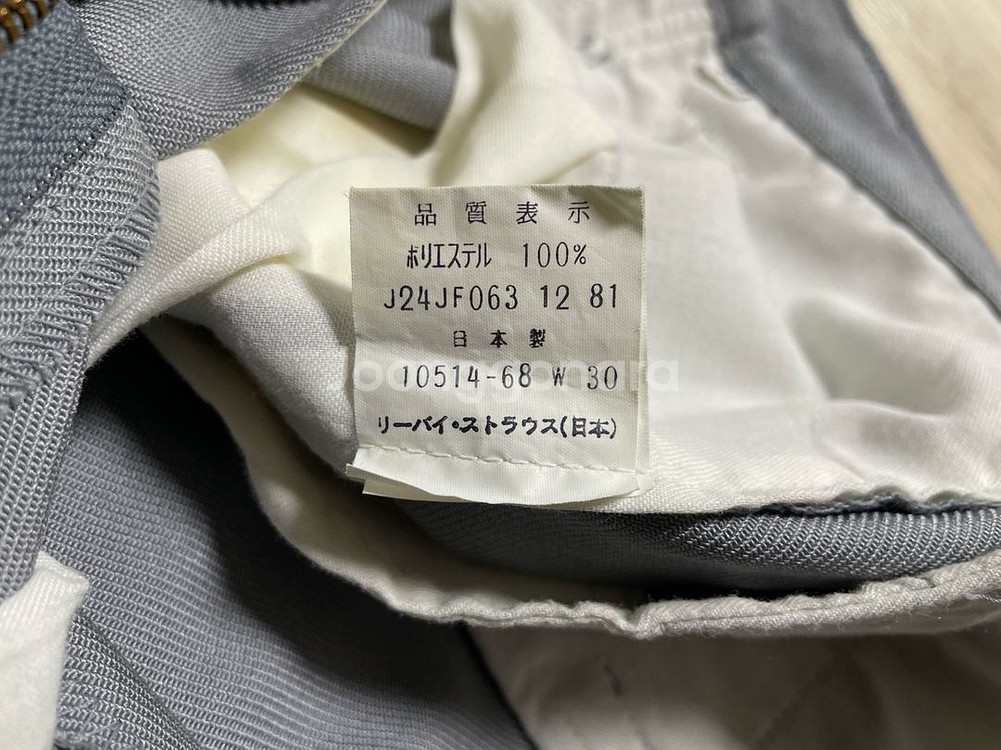 品質表示
ポリエステル 100%
J24JF063 12 81
日本製
10514-68 W 30
リーバイ・ストラウス(日本)